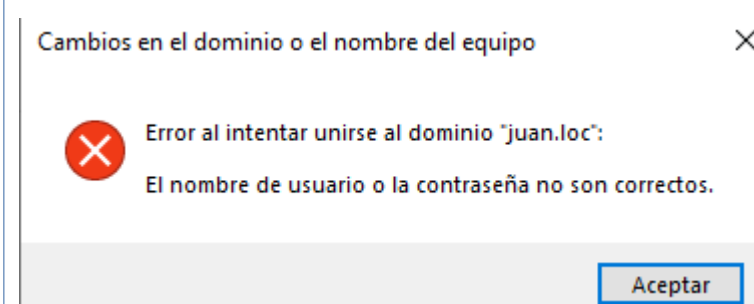 Cambios en el dominio o el nombre del equipo
Error al intentar unirse al dominio "juan.loc":
El nombre de usuario o la contraseña no son correctos.
Aceptar